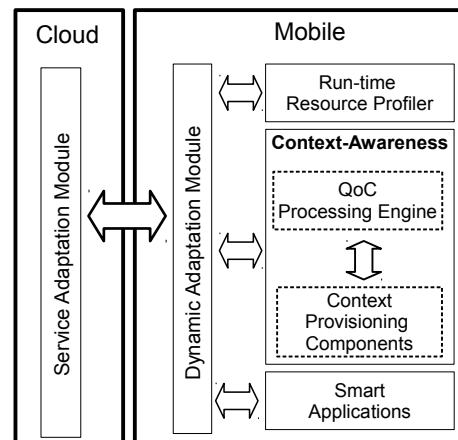 Cloud
Mobile
Service Adaptation Module
Dynamic Adaptation Module
Run-time
Resource Profiler
Context-Awareness
QoC
Processing Engine
Context
Provisioning
Components
Smart
Applications